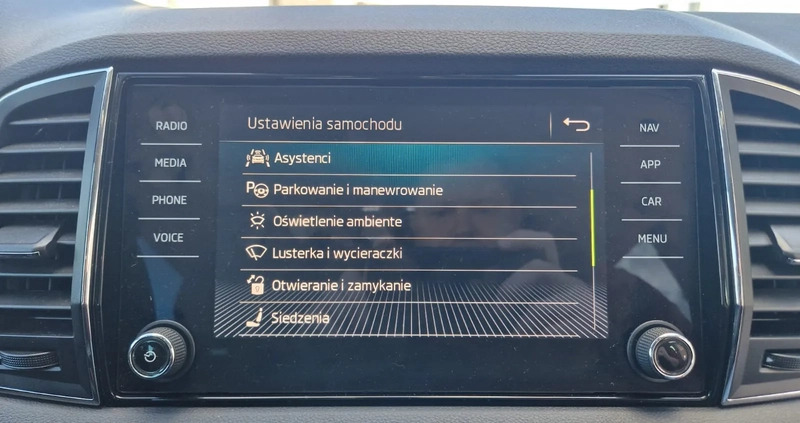 RADIO
MEDIA
PHONE
VOICE
Ustawienia samochodu
Asystenci
Parkowanie i manewrowanie
Oświetlenie ambiente
Lusterka i wycieraczki
Otwieranie i zamykanie
Siedzenia
NAV
APP
CAR
MENU